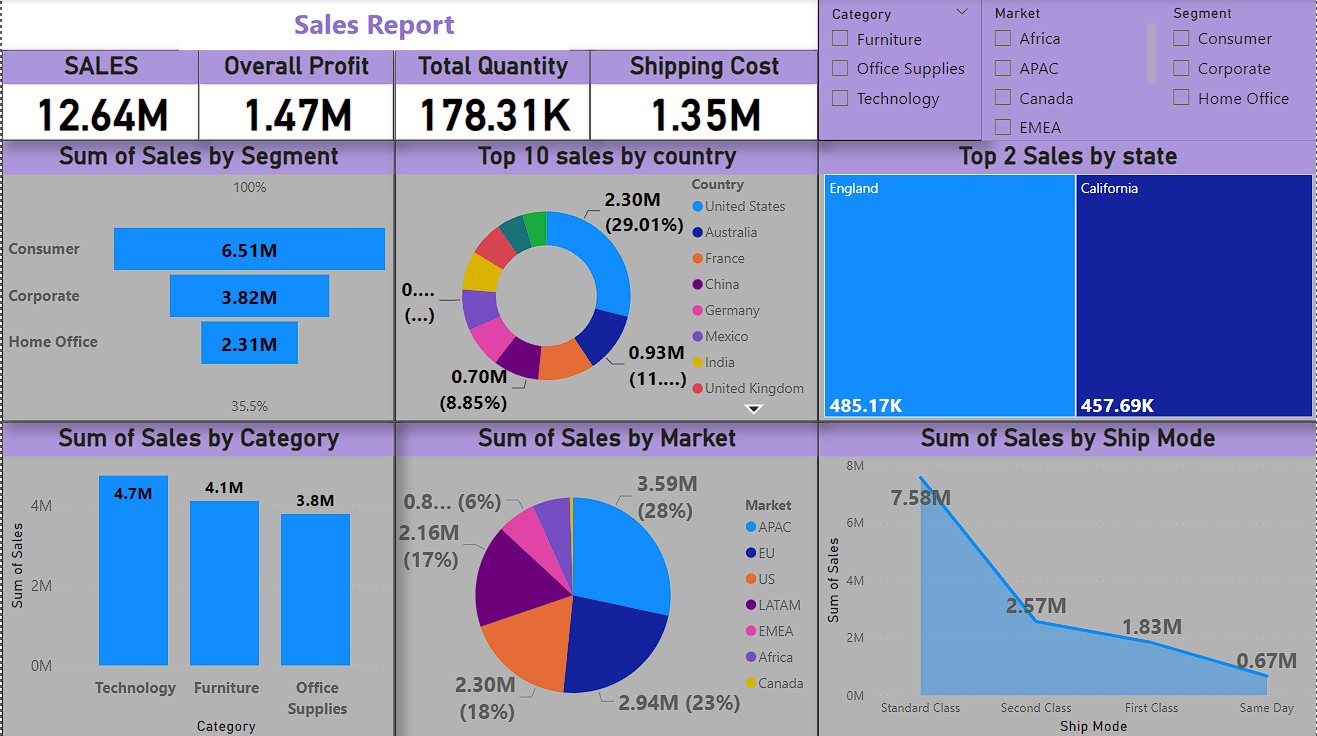 Sales Report
SALES
12.64M
Overall Profit
1.47M
Total Quantity
178.31K
Shipping Cost
1.35M
Category
Furniture
Office Supplies
Technology
Market
Africa
APAC
Canada
EMEA
Segment
Consumer
Corporate
Home Office
Sum of Sales by Segment
100%
Consumer
6.51M
Corporate
3.82M
Home Office
2.31M
35.5%
Top 10 sales by country
2.30M
(29.01%)
0.93M
(11....)
0.70M
(8.85%)
0....
(...)
Country
United States
Australia
France
China
Germany
Mexico
India
United Kingdom
Top 2 Sales by state
England
485.17K
California
457.69K
Sum of Sales by Category
Sum of Sales
4M
2M
0M
4.7M
4.1M
3.8M
Technology
Furniture
Office
Supplies
Category
Sum of Sales by Market
3.59M
(28%)
2.94M (23%)
2.30M
(18%)
2.16M
(17%)
0.8... (6%)
Market
APAC
EU
US
LATAM
EMEA
Africa
Canada
Sum of Sales by Ship Mode
Sum of Sales
8M
6M
4M
2M
0M
7.58M
2.57M
1.83M
0.67M
Standard Class
Second Class
First Class
Same Day
Ship Mode